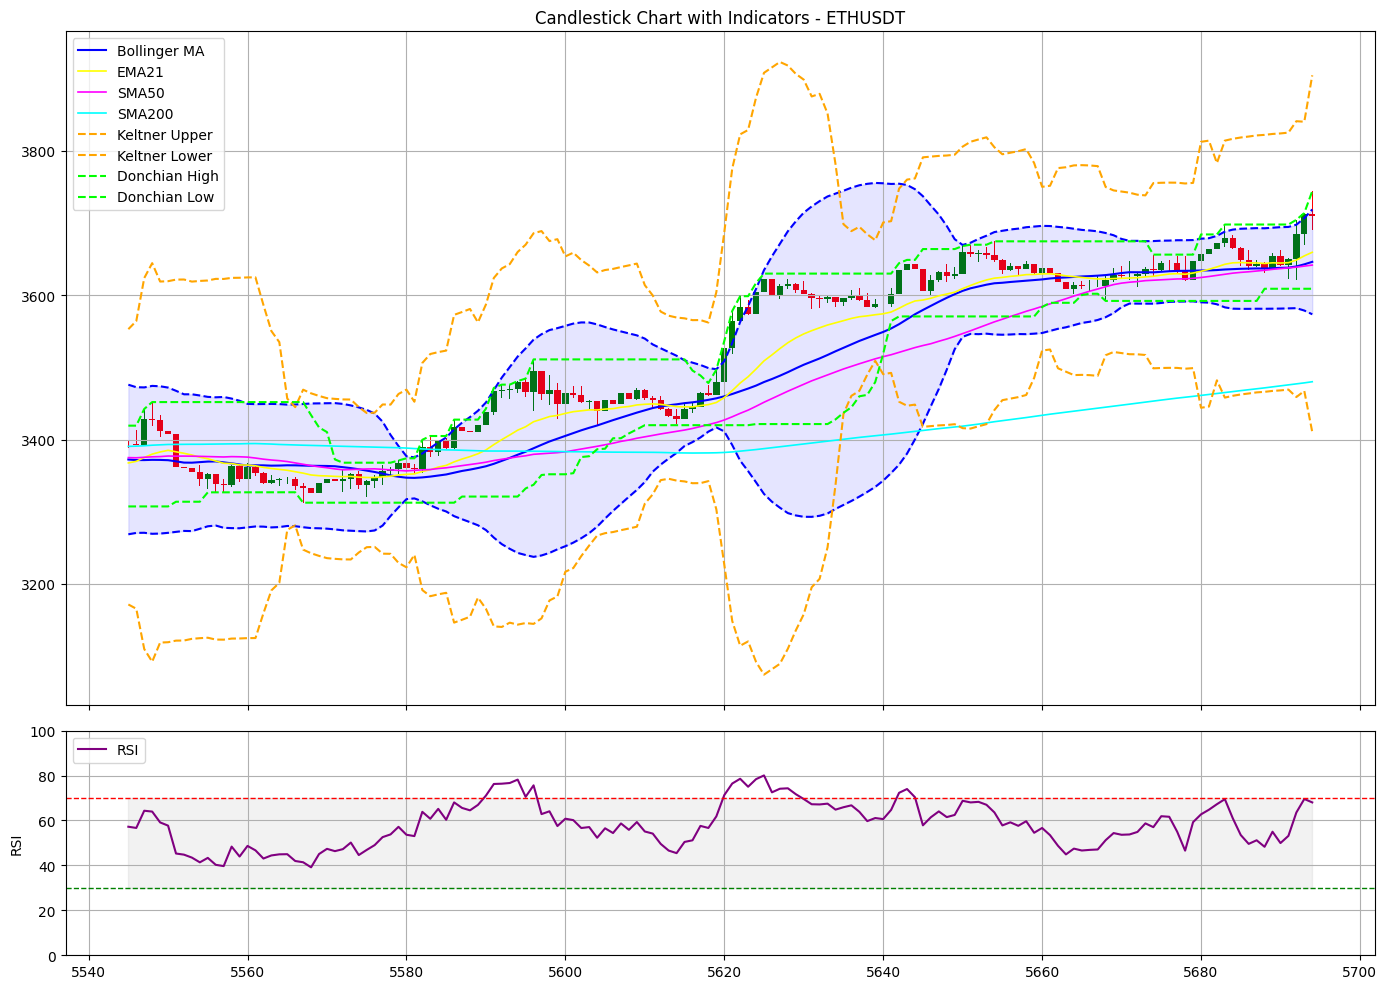 Candlestick Chart with Indicators - ETHUSDT
Bollinger MA
EMA21
SMA50
SMA200
Keltner Upper
Keltner Lower
Donchian High
Donchian Low
3800
3600
3400
3200
RSI
100
80
60
40
20
0
RSI
5540
5560
5580
5600
5620
5640
5660
5680
5700